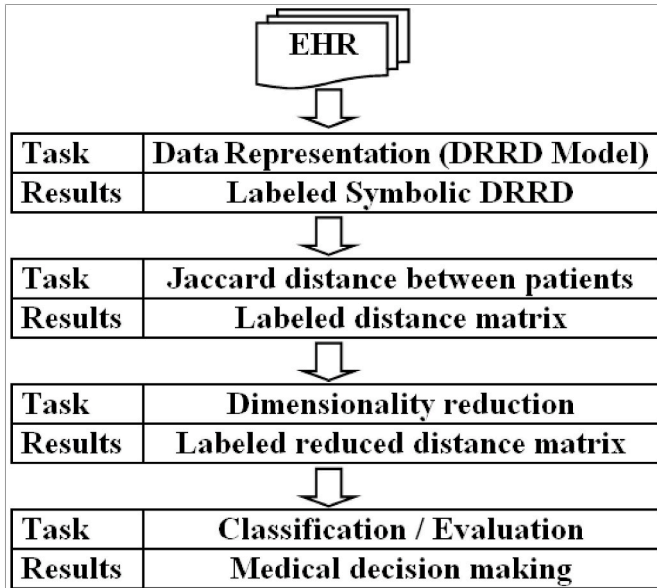 EHR
Task Data Representation (DRRD Model)
Results Labeled Symbolic DRRD
Task Jaccard distance between patients
Results Labeled distance matrix
Task Dimensionality reduction
Results Labeled reduced distance matrix
Task Classification / Evaluation
Results Medical decision making